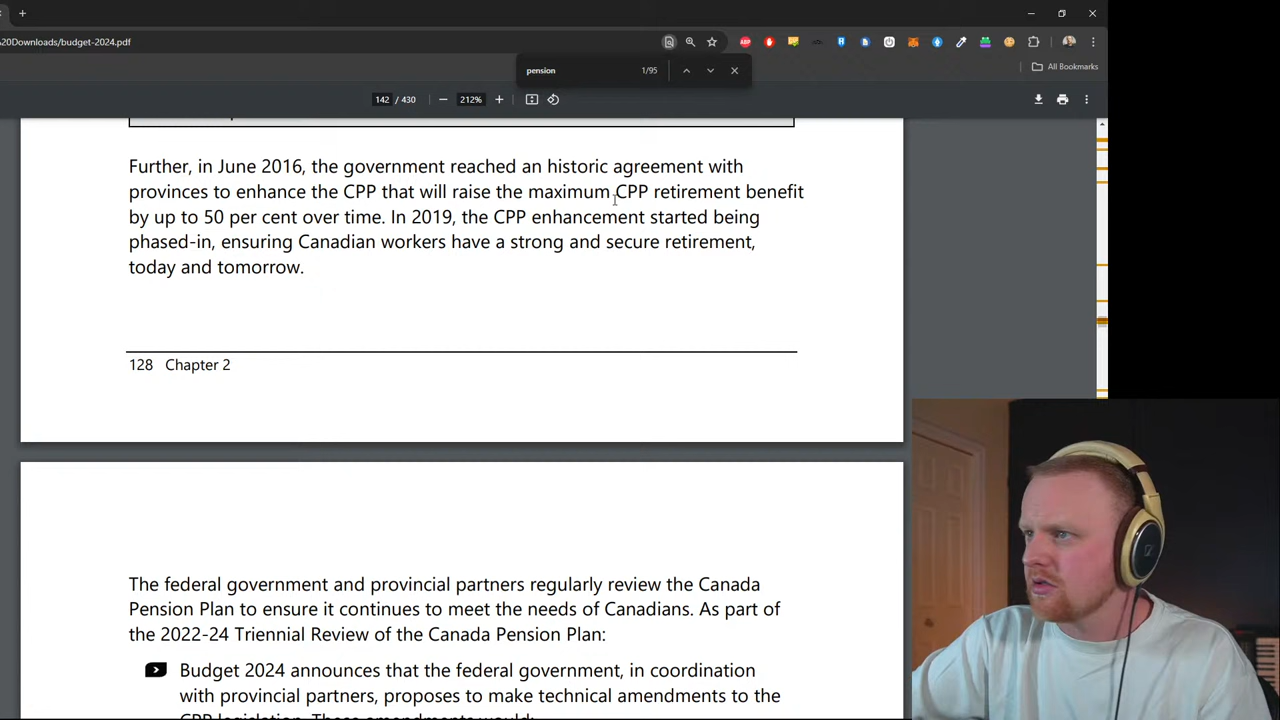 %20Downloads/budget-2024.pdf
All Bookmarks
pension 1/95
142 / 430 212%
Further, in June 2016, the government reached an historic agreement with
provinces to enhance the CPP that will raise the maximum CPP retirement benefit
by up to 50 per cent over time. In 2019, the CPP enhancement started being
phased-in, ensuring Canadian workers have a strong and secure retirement,
today and tomorrow.
128 Chapter 2
The federal government and provincial partners regularly review the Canada
Pension Plan to ensure it continues to meet the needs of Canadians. As part of
the 2022-24 Triennial Review of the Canada Pension Plan:
Budget 2024 announces that the federal government, in coordination
with provincial partners, proposes to make technical amendments to the
CPP legislation. These amendments would: